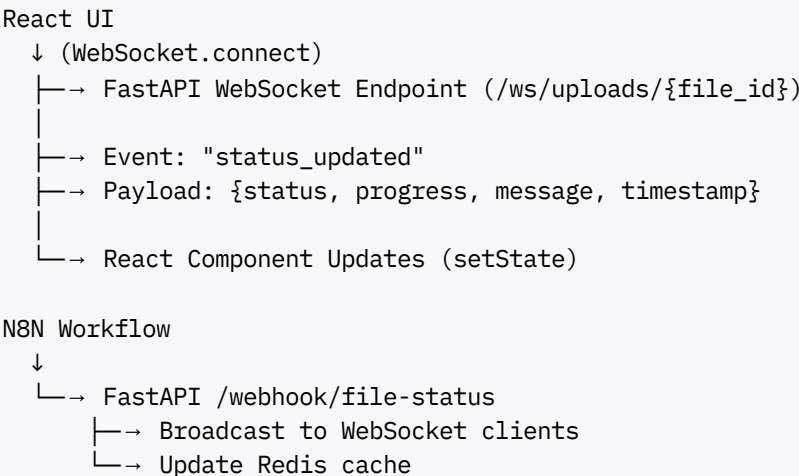 React UI
  ↓ (WebSocket.connect)
  ├─→ FastAPI WebSocket Endpoint (/ws/uploads/{file_id})
  │
  ├─→ Event: "status_updated"
  ├─→ Payload: {status, progress, message, timestamp}
  │
  └─→ React Component Updates (setState)

N8N Workflow
  ↓
  └─→ FastAPI /webhook/file-status
      ├─→ Broadcast to WebSocket clients
      └─→ Update Redis cache